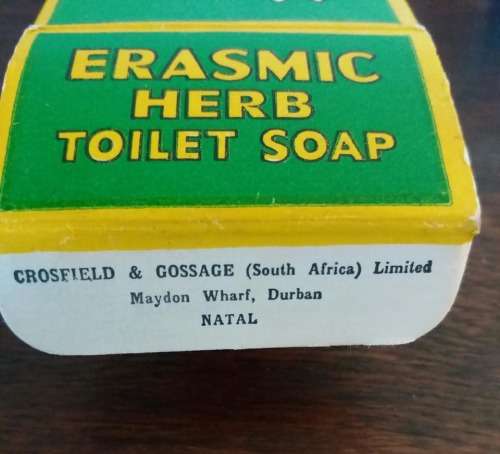 ERASMIC
HERB
TOILET SOAP
CROSFIELD & GOSSAGE (South Africa) Limited
Maydon Wharf, Durban
NATAL